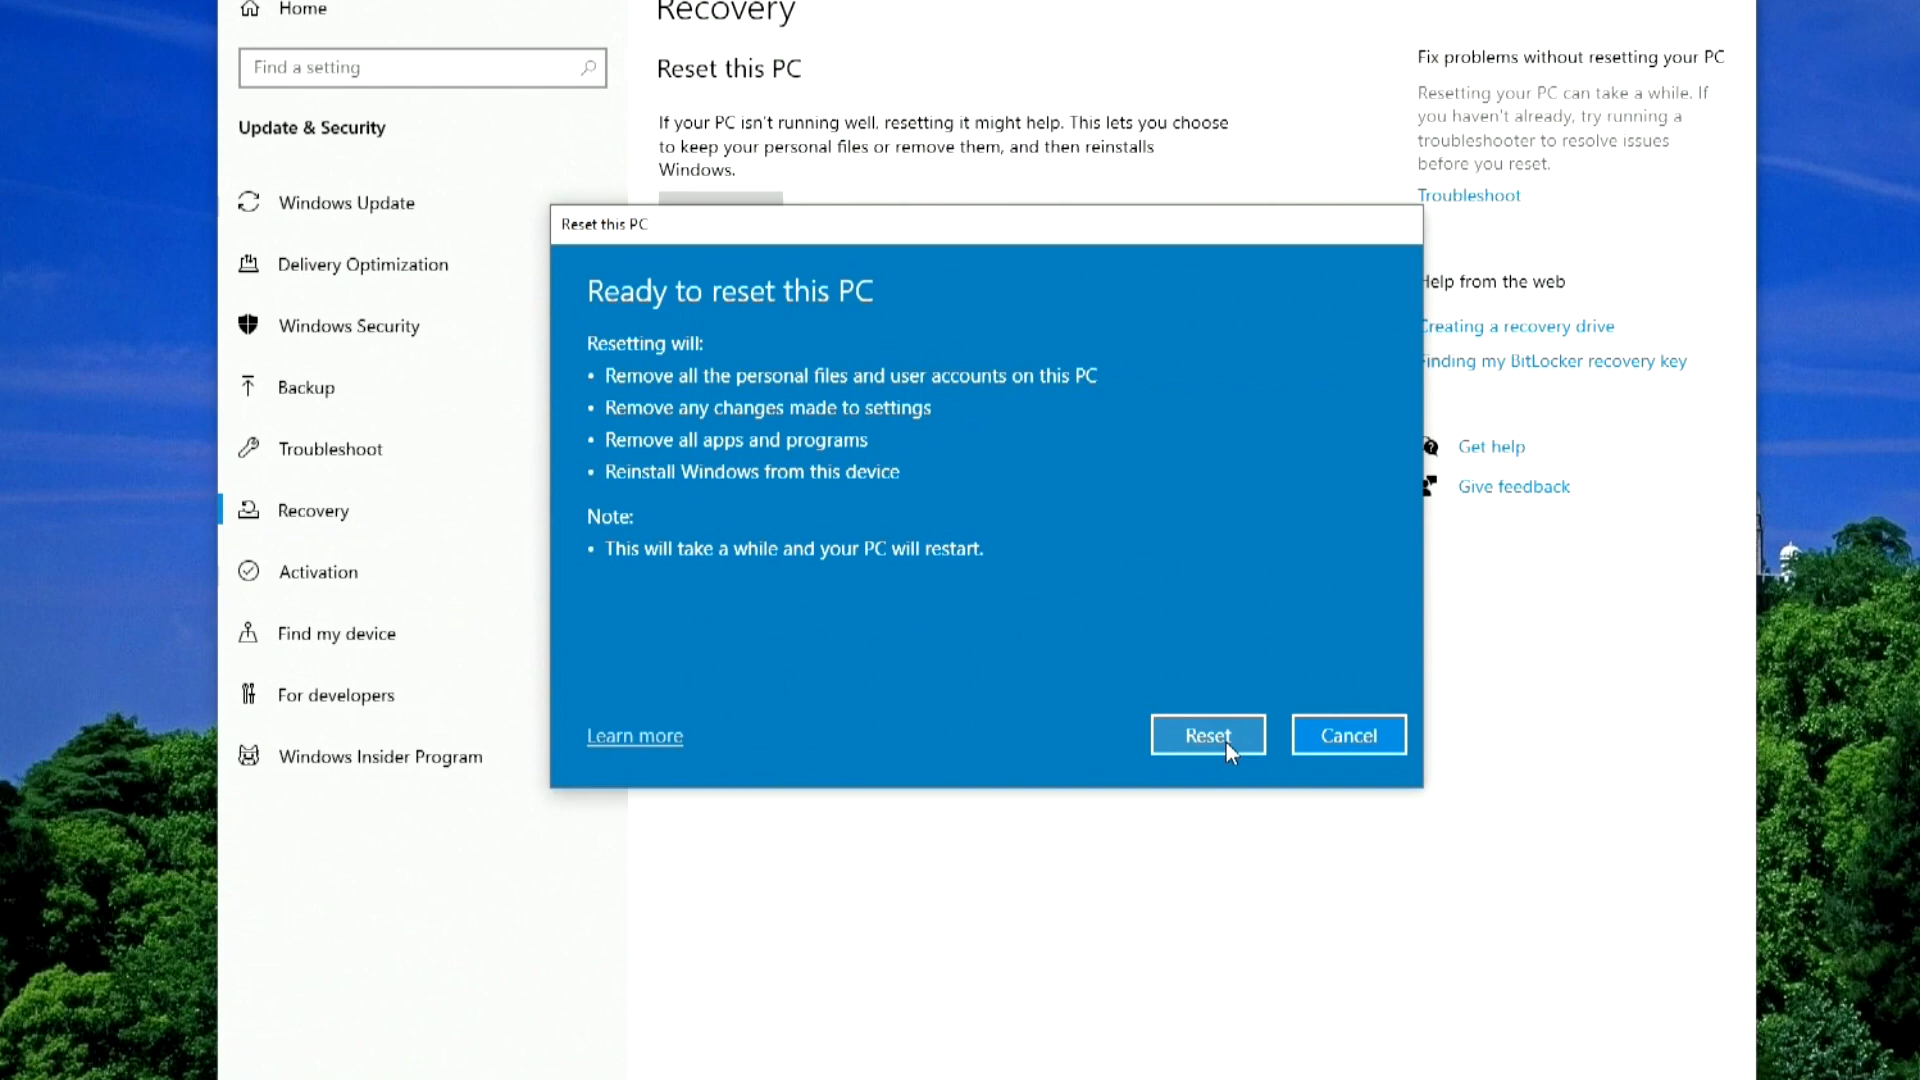 Home
Recovery
Find a setting
Reset this PC
Fix problems without resetting your PC
Resetting your PC can take a while. If
you haven't already, try running a
troubleshooter to resolve issues
before you reset.
Troubleshoot
Update & Security
If your PC isn't running well, resetting it might help. This lets you choose
to keep your personal files or remove them, and then reinstalls
Windows.
Windows Update
Delivery Optimization
Windows Security
Backup
Troubleshoot
Recovery
Activation
Find my device
For developers
Windows Insider Program
Reset this PC
Ready to reset this PC
Resetting will:
• Remove all the personal files and user accounts on this PC
• Remove any changes made to settings
• Remove all apps and programs
• Reinstall Windows from this device
Note:
• This will take a while and your PC will restart.
Learn more
Reset
Cancel
Help from the web
Creating a recovery drive
Finding my BitLocker recovery key
Get help
Give feedback